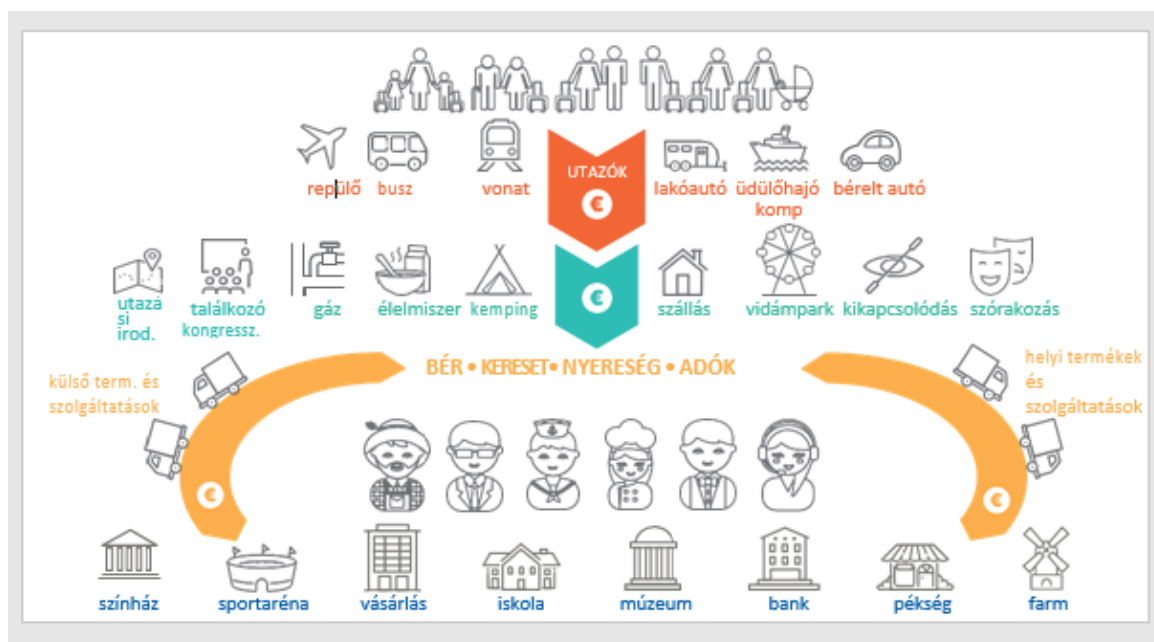 UTAZÓK
€
repülő
busz
vonat
lakóautó
üdülőhajó
komp
bérelt autó
€
utazá
si
irod.
találkozó
kongressz.
gáz
élelmiszer
kemping
szállás
vidámpark
kikapcsolódás
szórakozás
BÉR • KERESET• NYERESÉG • ADÓK
külső term. és
szolgáltatások
helyi termékek
és
szolgáltatások
€
€
színház
sportaréna
vásárlás
iskola
múzeum
bank
pékség
farm